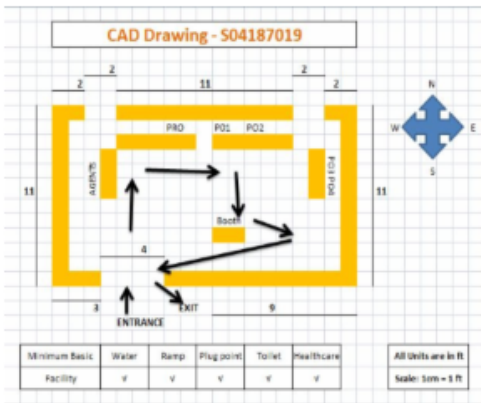 CAD Drawing - S04187019
2
2
2
11
2
N
W
E
S
PRO
PO1
PO2
AGENTS
PO3 PO4
11
11
Booth
4
3
EXIT
9
ENTRANCE
Minimum Basic Water Ramp Plug point Toilet Healthcare
Facility √ √ √ √ √
All Units are in ft
Scale: 1cm = 1 ft